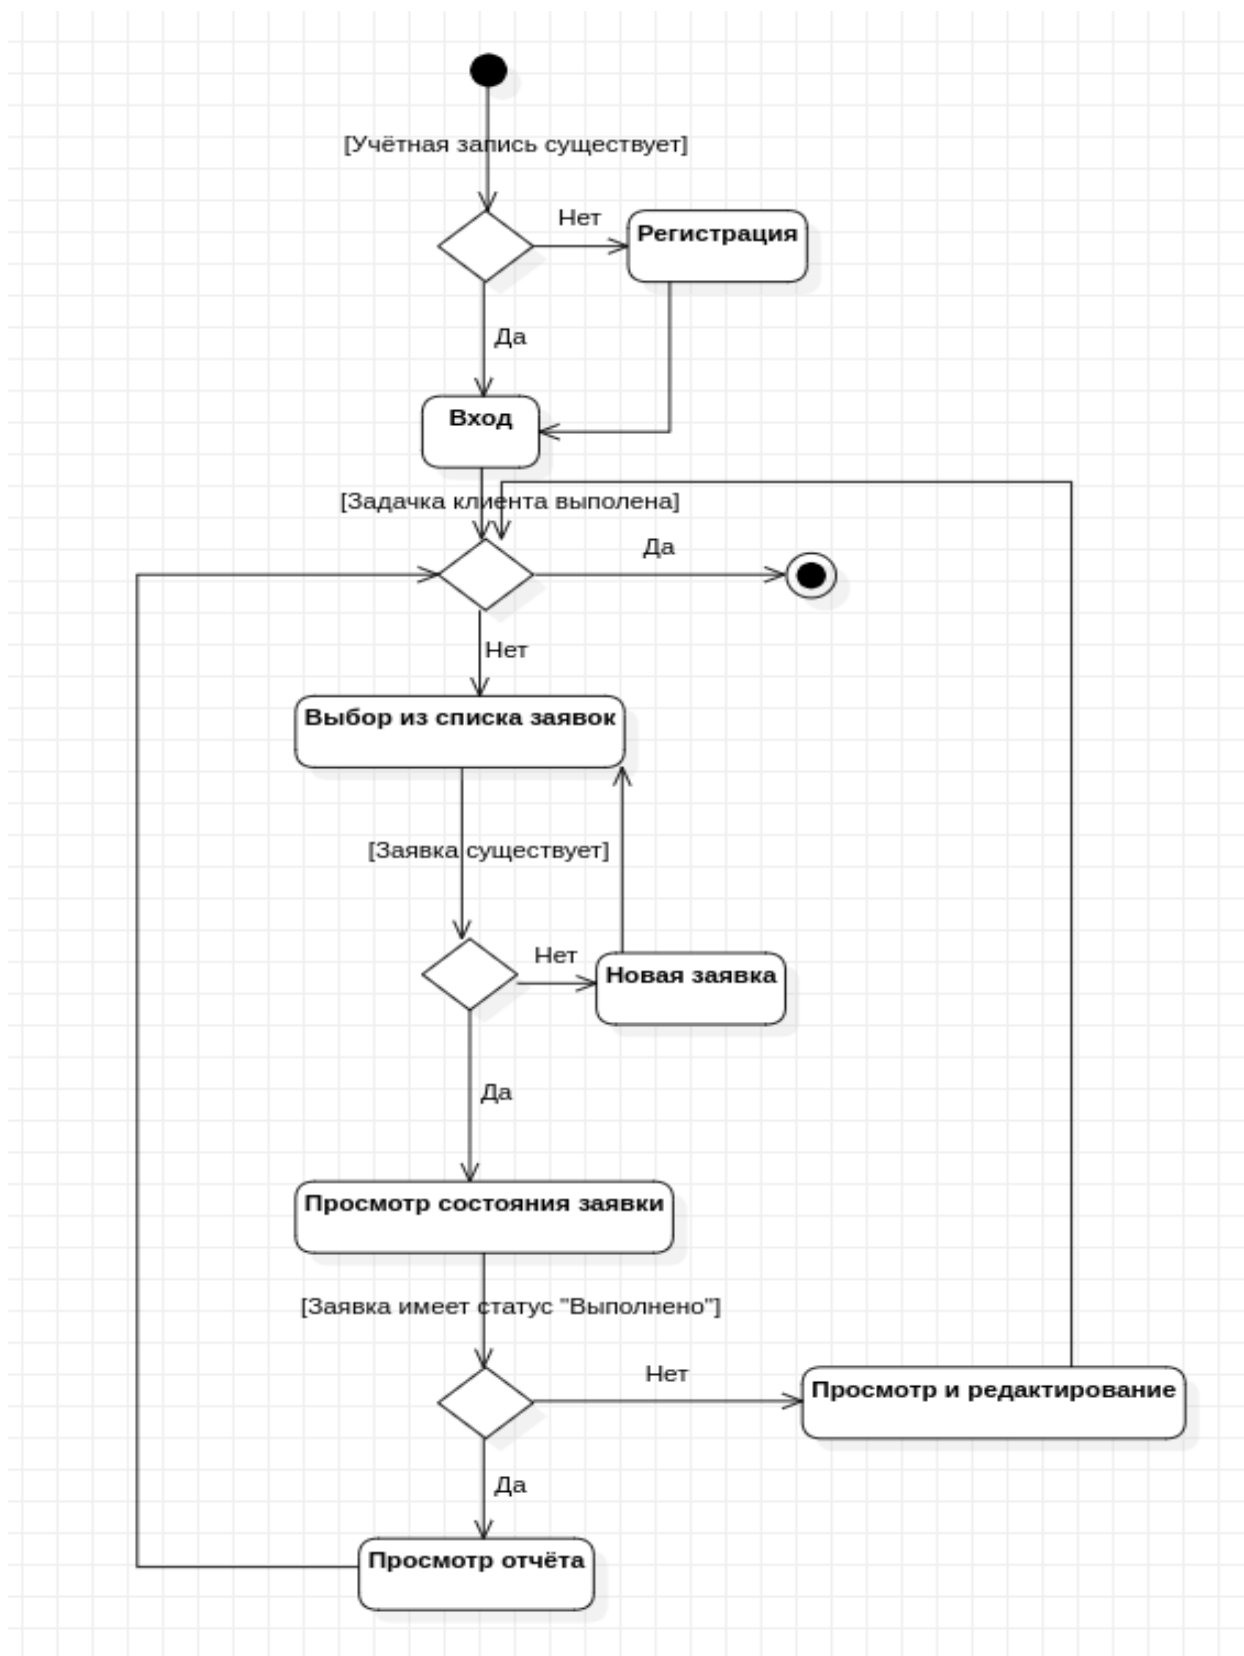 [Учётная запись существует]
Нет
Регистрация
Да
Вход
[Задачка клиента выполена]
Да
Нет
Выбор из списка заявок
[Заявка существует]
Нет
Новая заявка
Да
Просмотр состояния заявки
[Заявка имеет статус "Выполнено"]
Нет
Просмотр и редактирование
Да
Просмотр отчёта